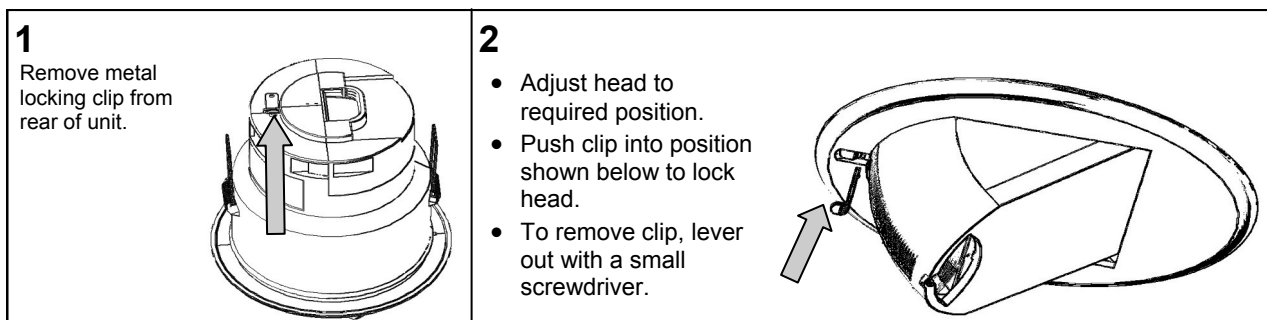 1
Remove metal
locking clip from
rear of unit.
2
• Adjust head to
required position.
• Push clip into position
shown below to lock
head.
• To remove clip, lever
out with a small
screwdriver.